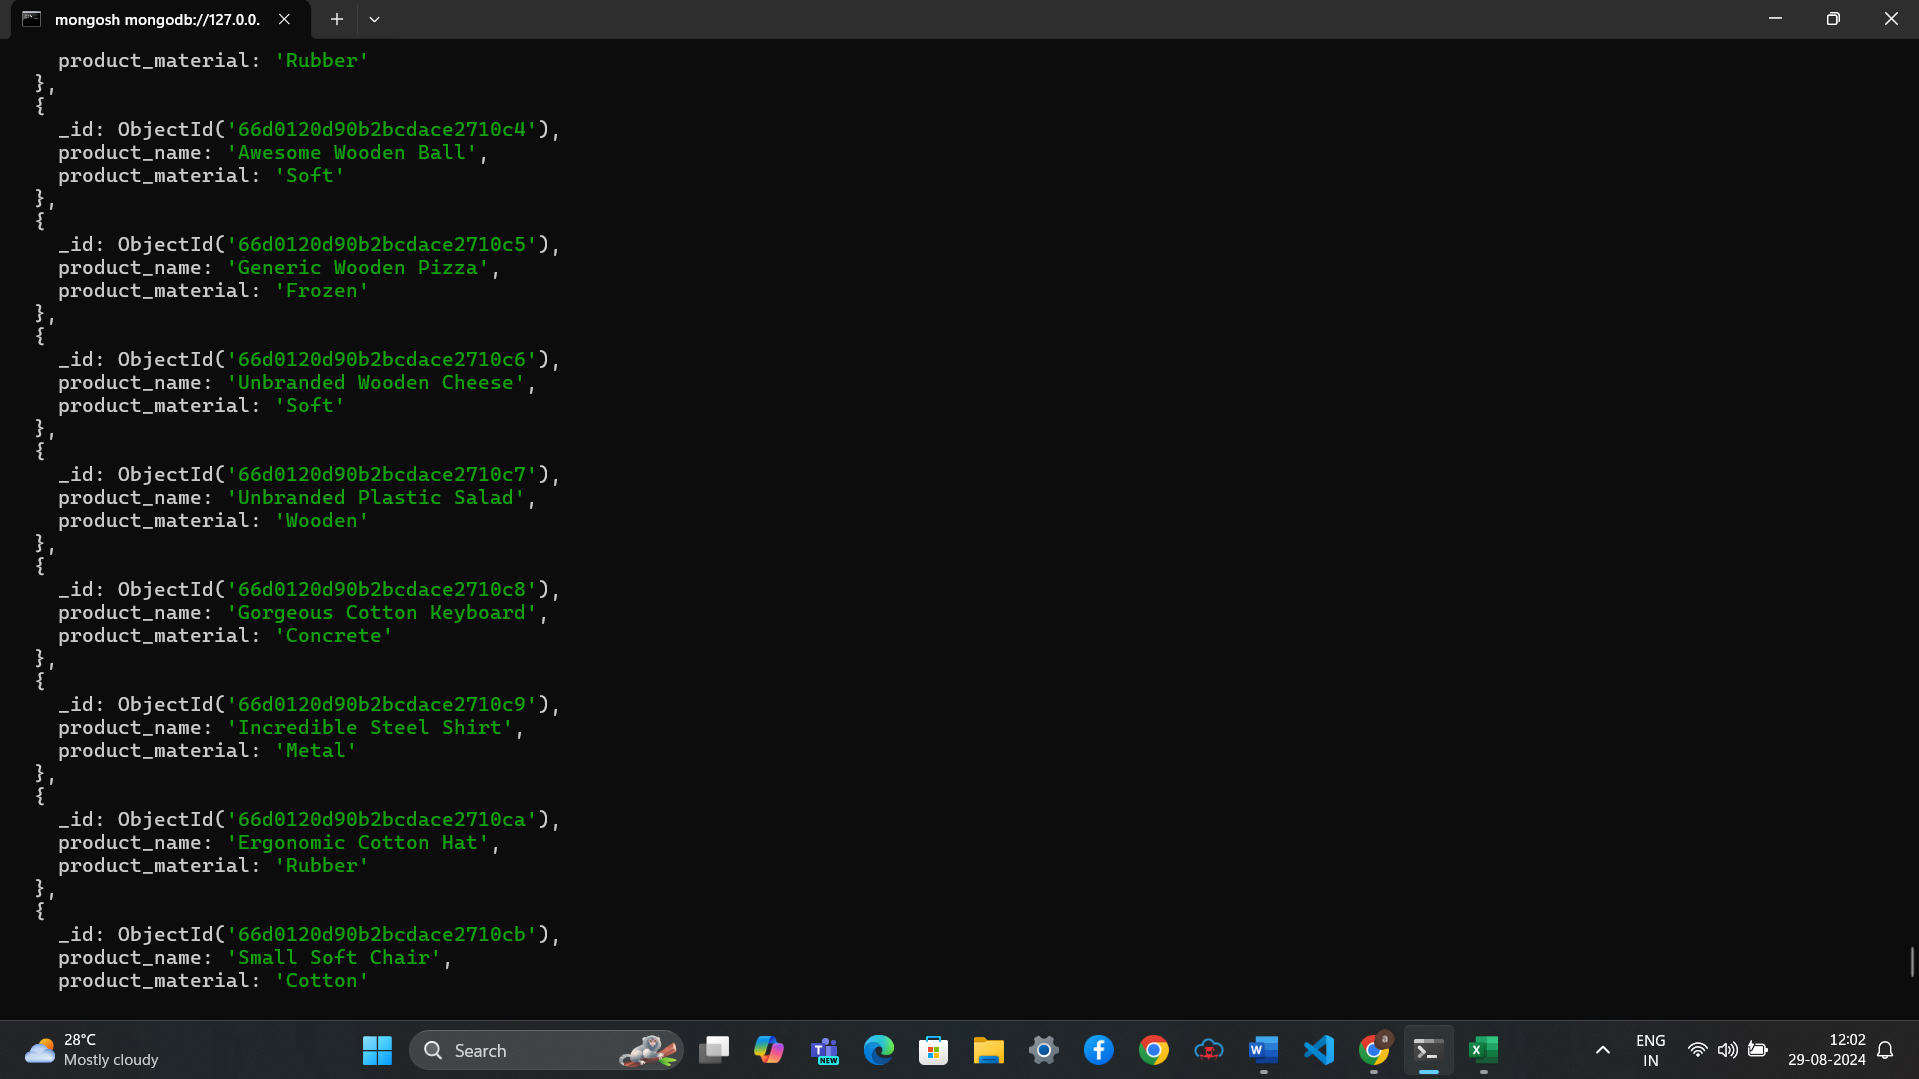 mongosh mongodb://127.0.0.
product_material: 'Rubber'
},
{
_id: ObjectId('66d0120d90b2bcdace2710c4'),
product_name: 'Awesome Wooden Ball',
product_material: 'Soft'
},
{
_id: ObjectId('66d0120d90b2bcdace2710c5'),
product_name: 'Generic Wooden Pizza',
product_material: 'Frozen'
},
{
_id: ObjectId('66d0120d90b2bcdace2710c6'),
product_name: 'Unbranded Wooden Cheese',
product_material: 'Soft'
},
{
_id: ObjectId('66d0120d90b2bcdace2710c7'),
product_name: 'Unbranded Plastic Salad',
product_material: 'Wooden'
},
{
_id: ObjectId('66d0120d90b2bcdace2710c8'),
product_name: 'Gorgeous Cotton Keyboard',
product_material: 'Concrete'
},
{
_id: ObjectId('66d0120d90b2bcdace2710c9'),
product_name: 'Incredible Steel Shirt',
product_material: 'Metal'
},
{
_id: ObjectId('66d0120d90b2bcdace2710ca'),
product_name: 'Ergonomic Cotton Hat',
product_material: 'Rubber'
},
{
_id: ObjectId('66d0120d90b2bcdace2710cb'),
product_name: 'Small Soft Chair',
product_material: 'Cotton'
28°C
Mostly cloudy
Search
NEW
ENG
IN
12:02
29-08-2024